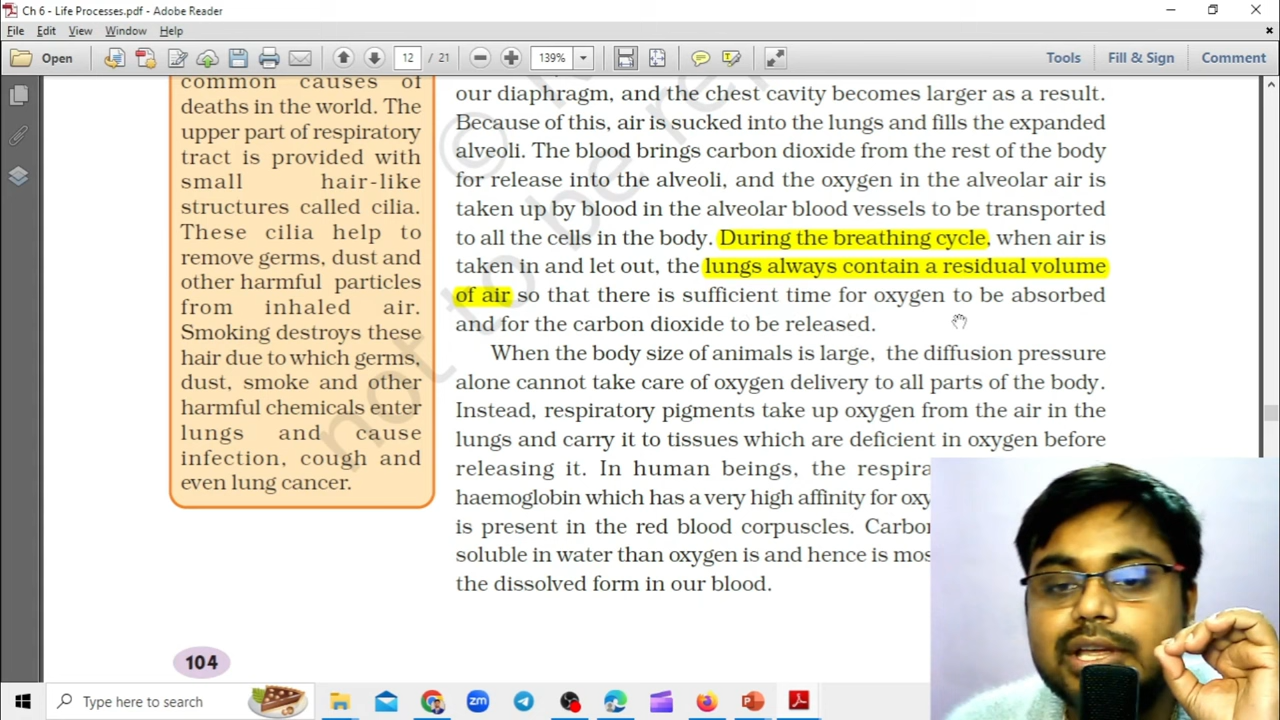 Ch 6 - Life Processes.pdf - Adobe Reader
File Edit View Window Help
Open 12 / 21 139% Tools Fill & Sign Comment
common causes of
deaths in the world. The
upper part of respiratory
tract is provided with
small hair-like
structures called cilia.
These cilia help to
remove germs, dust and
other harmful particles
from inhaled air.
Smoking destroys these
hair due to which germs,
dust, smoke and other
harmful chemicals enter
lungs and cause
infection, cough and
even lung cancer.
our diaphragm, and the chest cavity becomes larger as a result.
Because of this, air is sucked into the lungs and fills the expanded
alveoli. The blood brings carbon dioxide from the rest of the body
for release into the alveoli, and the oxygen in the alveolar air is
taken up by blood in the alveolar blood vessels to be transported
to all the cells in the body. During the breathing cycle, when air is
taken in and let out, the lungs always contain a residual volume
of air so that there is sufficient time for oxygen to be absorbed
and for the carbon dioxide to be released.
When the body size of animals is large, the diffusion pressure
alone cannot take care of oxygen delivery to all parts of the body.
Instead, respiratory pigments take up oxygen from the air in the
lungs and carry it to tissues which are deficient in oxygen before
releasing it. In human beings, the respira
haemoglobin which has a very high affinity for oxy
is present in the red blood corpuscles. Carbon
soluble in water than oxygen is and hence is mos
the dissolved form in our blood.
not to be re
©
104
Type here to search
zm